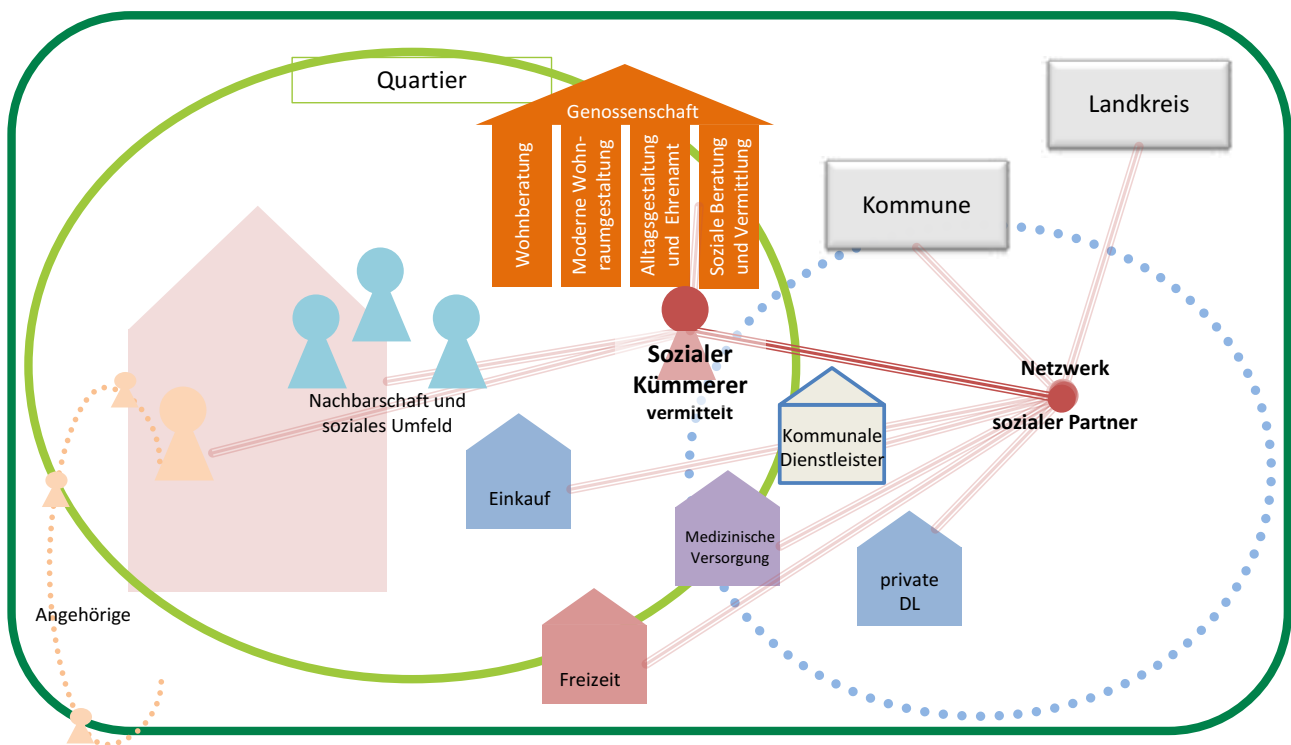 Quartier
Genossenschaft
Wohnberatung
Moderne Wohn-
raumgestaltung
Alltagsgestaltung
und Ehrenamt
Soziale Beratung
und Vermittlung
Landkreis
Kommune
Sozialer
Kümmerer
vermittelt
Netzwerk
sozialer Partner
Nachbarschaft und
soziales Umfeld
Kommunale
Dienstleister
Einkauf
Medizinische
Versorgung
private
DL
Angehörige
Freizeit